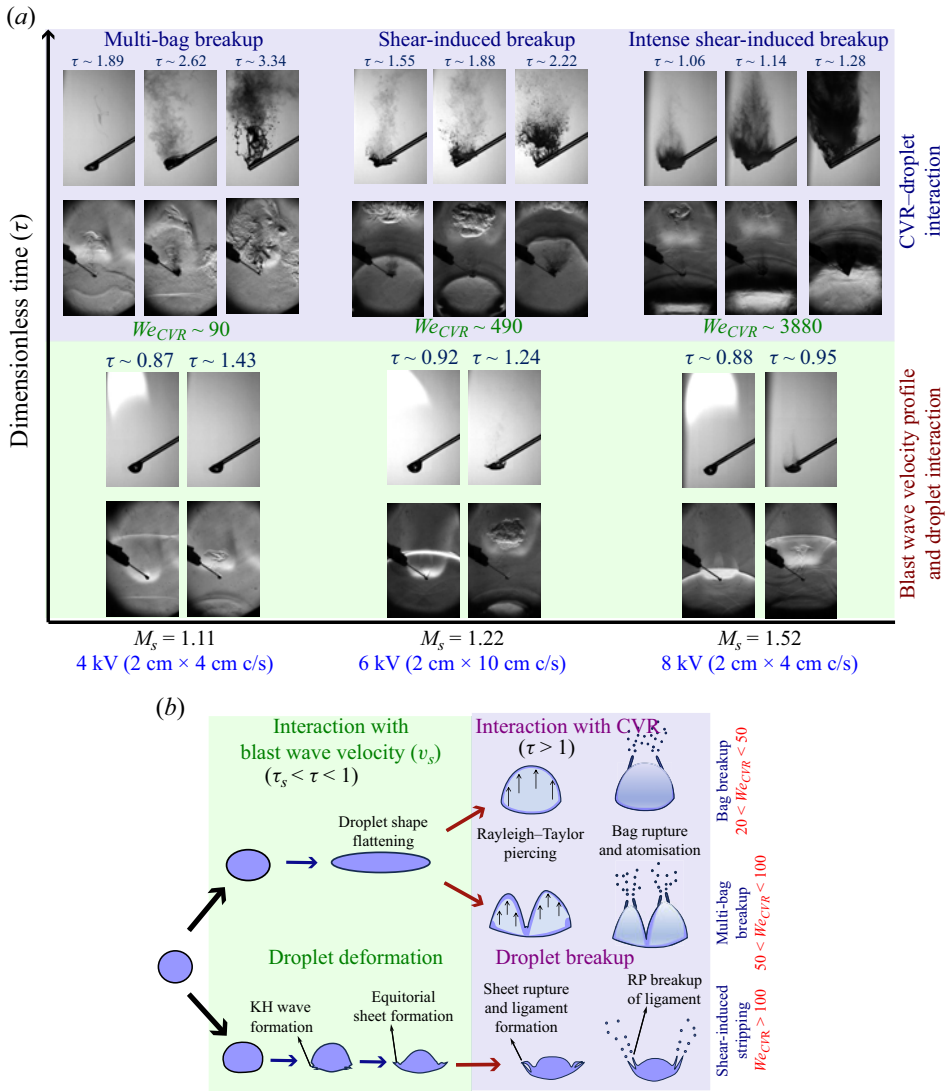 (a)
Multi-bag breakup
τ ~ 1.89 τ ~ 2.62 τ ~ 3.34
Shear-induced breakup
τ ~ 1.55 τ ~ 1.88 τ ~ 2.22
Intense shear-induced breakup
τ ~ 1.06 τ ~ 1.14 τ ~ 1.28
CVR–droplet
interaction
Dimensionless time (τ)
We_CVR ~ 90
We_CVR ~ 490
We_CVR ~ 3880
τ ~ 0.87 τ ~ 1.43
τ ~ 0.92 τ ~ 1.24
τ ~ 0.88 τ ~ 0.95
Blast wave velocity profile
and droplet interaction
M_s = 1.11
4 kV (2 cm × 4 cm c/s)
M_s = 1.22
6 kV (2 cm × 10 cm c/s)
M_s = 1.52
8 kV (2 cm × 4 cm c/s)
(b)
Interaction with
blast wave velocity (v_s)
(τ_s < τ < 1)
Interaction with CVR
(τ > 1)
Droplet shape
flattening
Rayleigh–Taylor
piercing
Bag rupture
and atomisation
Bag breakup
20 < We_CVR < 50
Multi-bag
breakup
50 < We_CVR < 100
Droplet deformation
Droplet breakup
KH wave
formation
Equitorial
sheet formation
Sheet rupture
and ligament
formation
RP breakup
of ligament
Shear-induced
stripping
We_CVR > 100